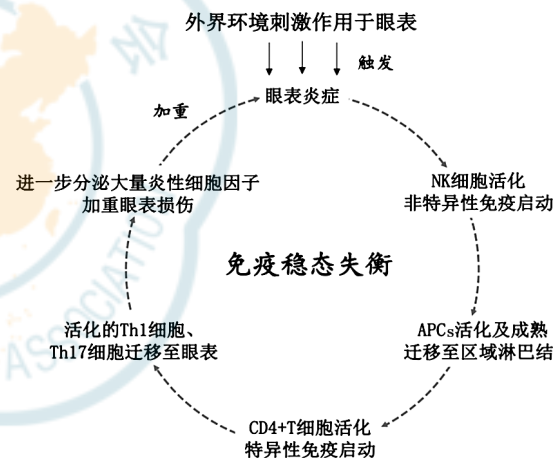 外界环境刺激作用于眼表
触发
眼表炎症
加重
进一步分泌大量炎性细胞因子
加重眼表损伤
NK细胞活化
非特异性免疫启动
免疫稳态失衡
活化的Th1细胞、
Th17细胞迁移至眼表
APCs活化及成熟
迁移至区域淋巴结
CD4+T细胞活化
特异性免疫启动
会
ASSOCIATION